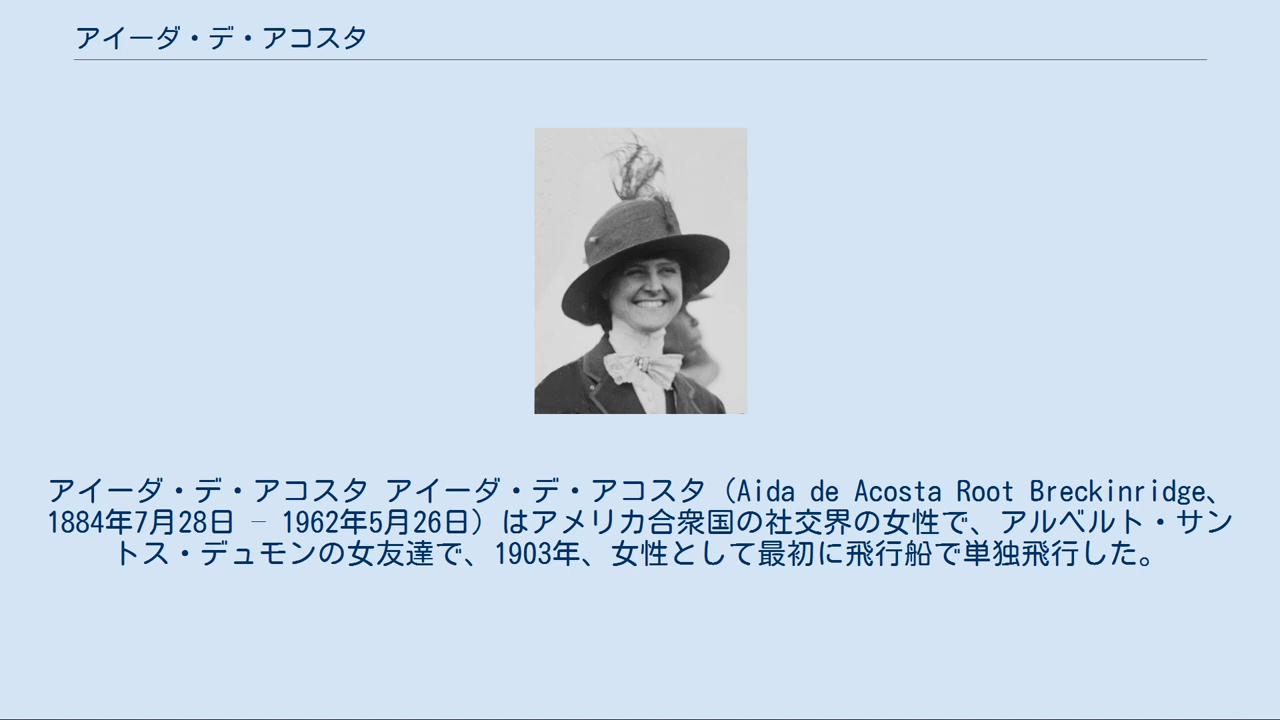 アイーダ・デ・アコスタ
アイーダ・デ・アコスタ アイーダ・デ・アコスタ（Aida de Acosta Root Breckinridge、
1884年7月28日 – 1962年5月26日）はアメリカ合衆国の社交界の女性で、アルベルト・サン
トス・デュモンの女友達で、1903年、女性として最初に飛行船で単独飛行した。